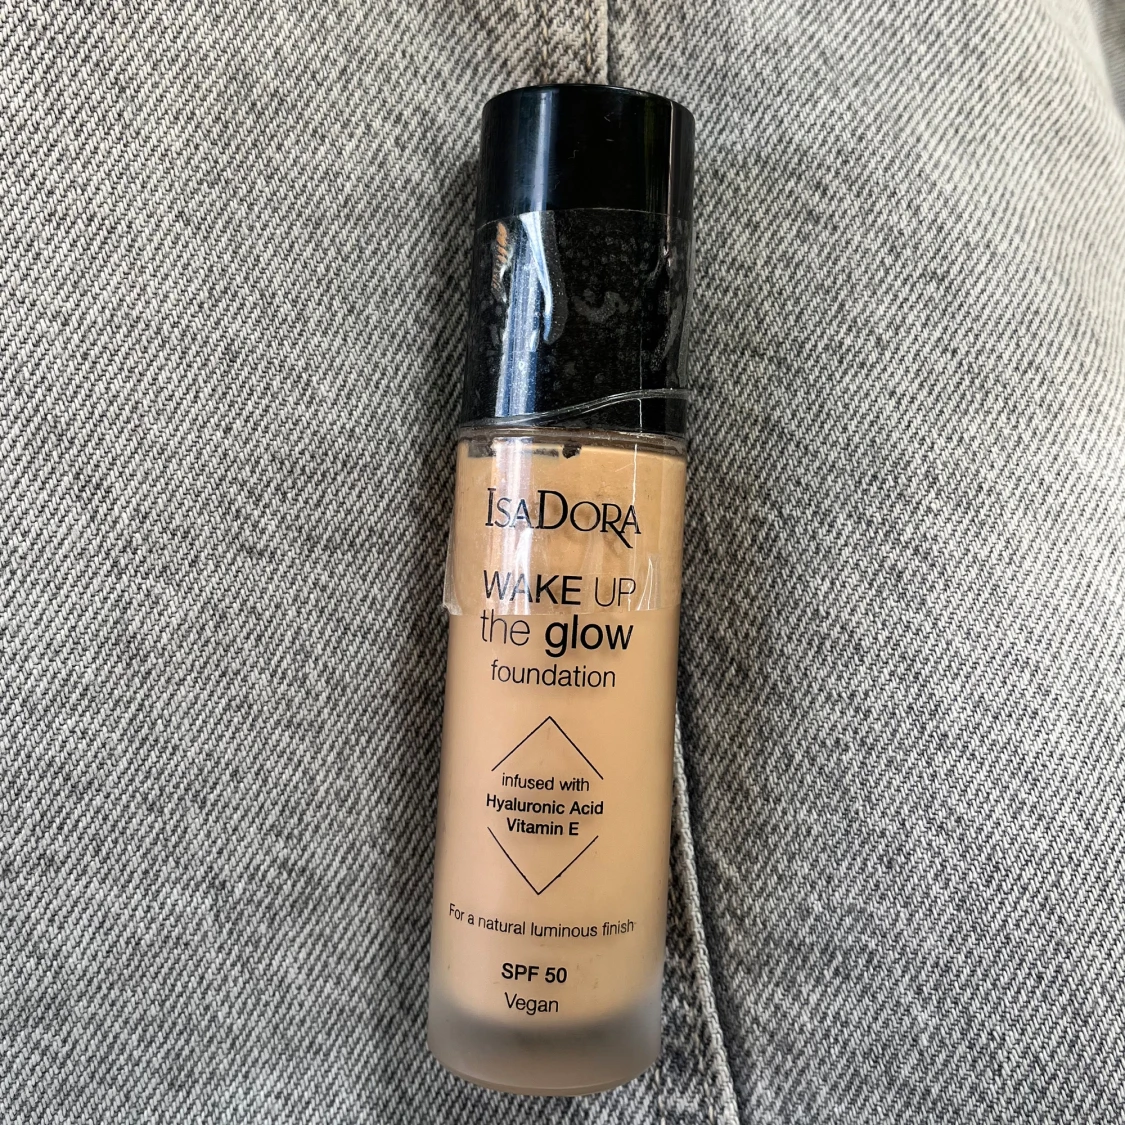 ISADORA
WAKE UP
the glow
foundation
infused with
Hyaluronic Acid
Vitamin E
For a natural luminous finish
SPF 50
Vegan